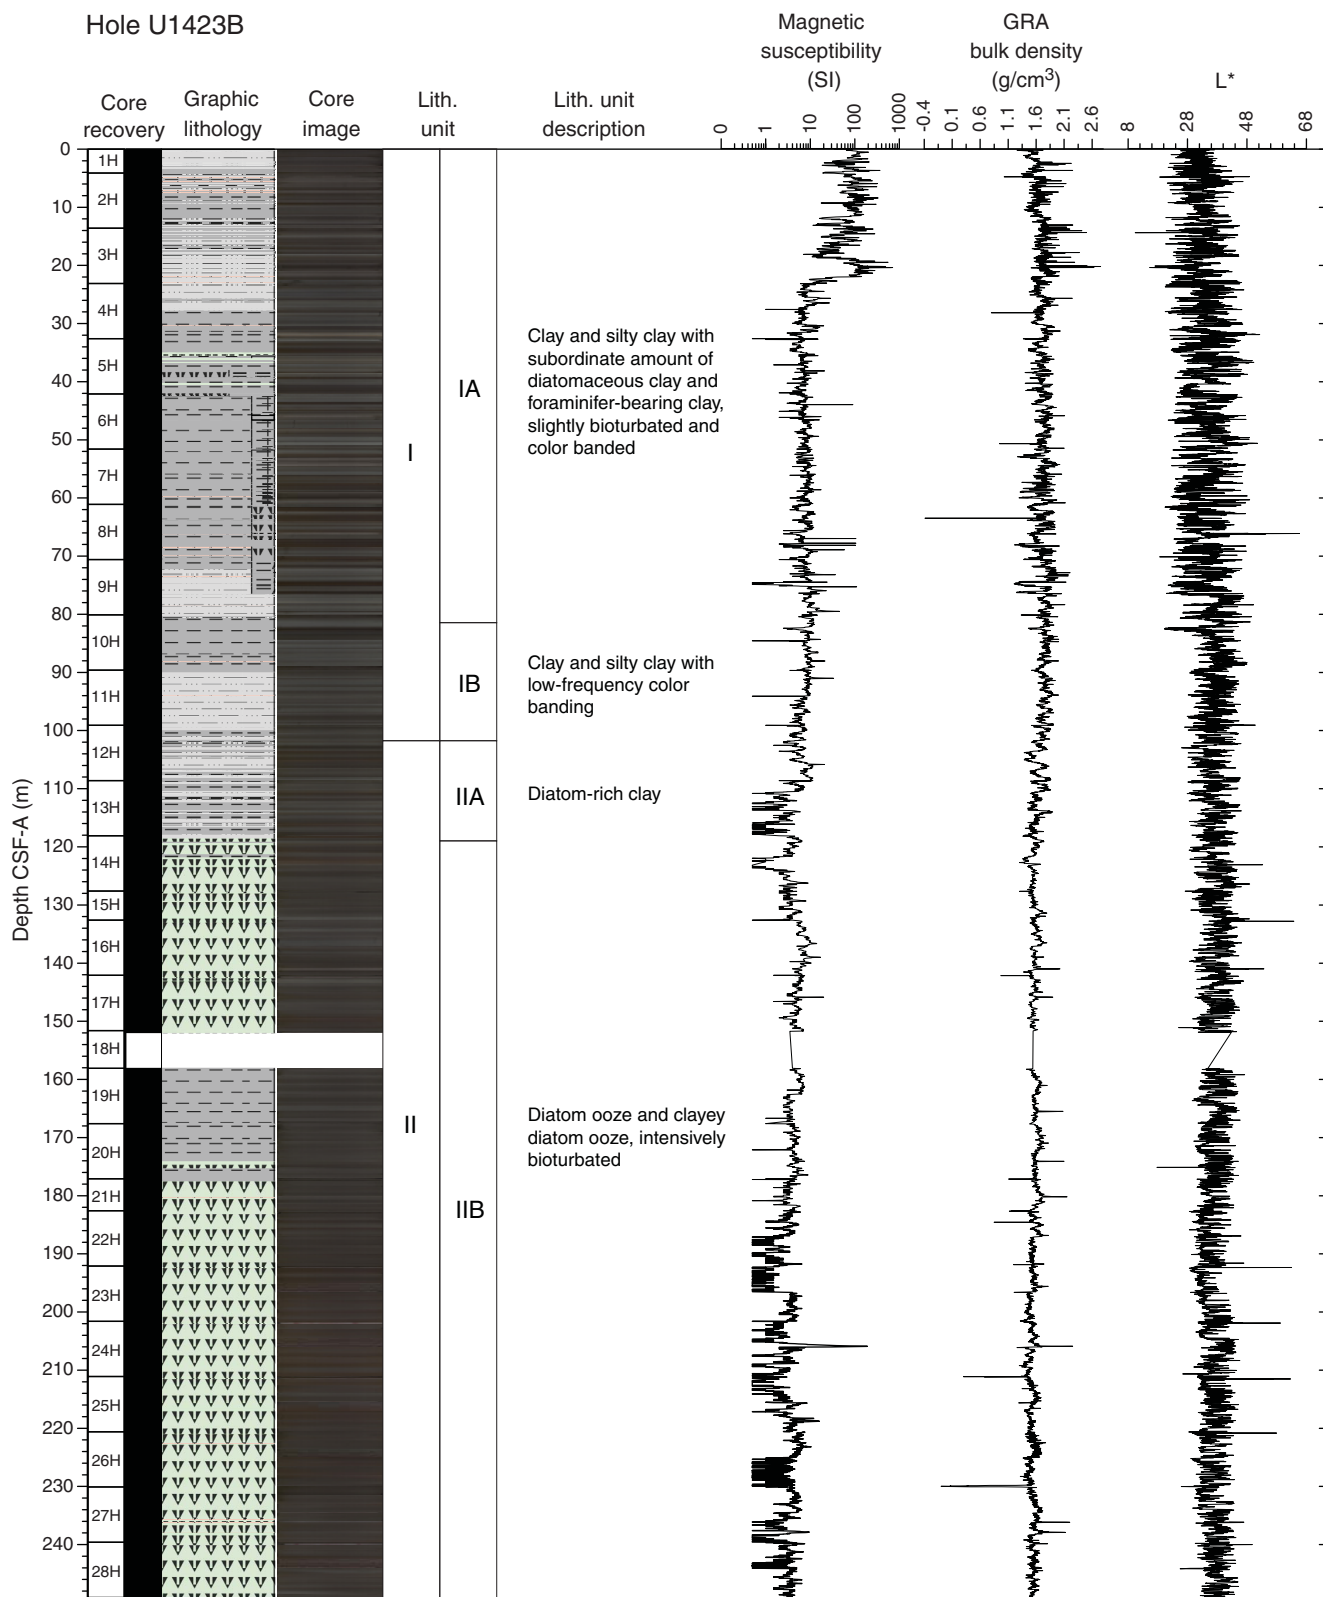 Hole U1423B
Core
recovery
Graphic
lithology
Core
image
Lith.
unit
Lith. unit
description
Magnetic
susceptibility
(SI)
GRA
bulk density
(g/cm³)
L*
0
1
10
100
1000
-0.4
0.1
0.6
1.1
1.6
2.1
2.6
8
28
48
68
Depth CSF-A (m)
0
10
20
30
40
50
60
70
80
90
100
110
120
130
140
150
160
170
180
190
200
210
220
230
240
1H
2H
3H
4H
5H
6H
7H
8H
9H
10H
11H
12H
13H
14H
15H
16H
17H
18H
19H
20H
21H
22H
23H
24H
25H
26H
27H
28H
I
II
IA
IB
IIA
IIB
Clay and silty clay with
subordinate amount of
diatomaceous clay and
foraminifer-bearing clay,
slightly bioturbated and
color banded
Clay and silty clay with
low-frequency color
banding
Diatom-rich clay
Diatom ooze and clayey
diatom ooze, intensively
bioturbated